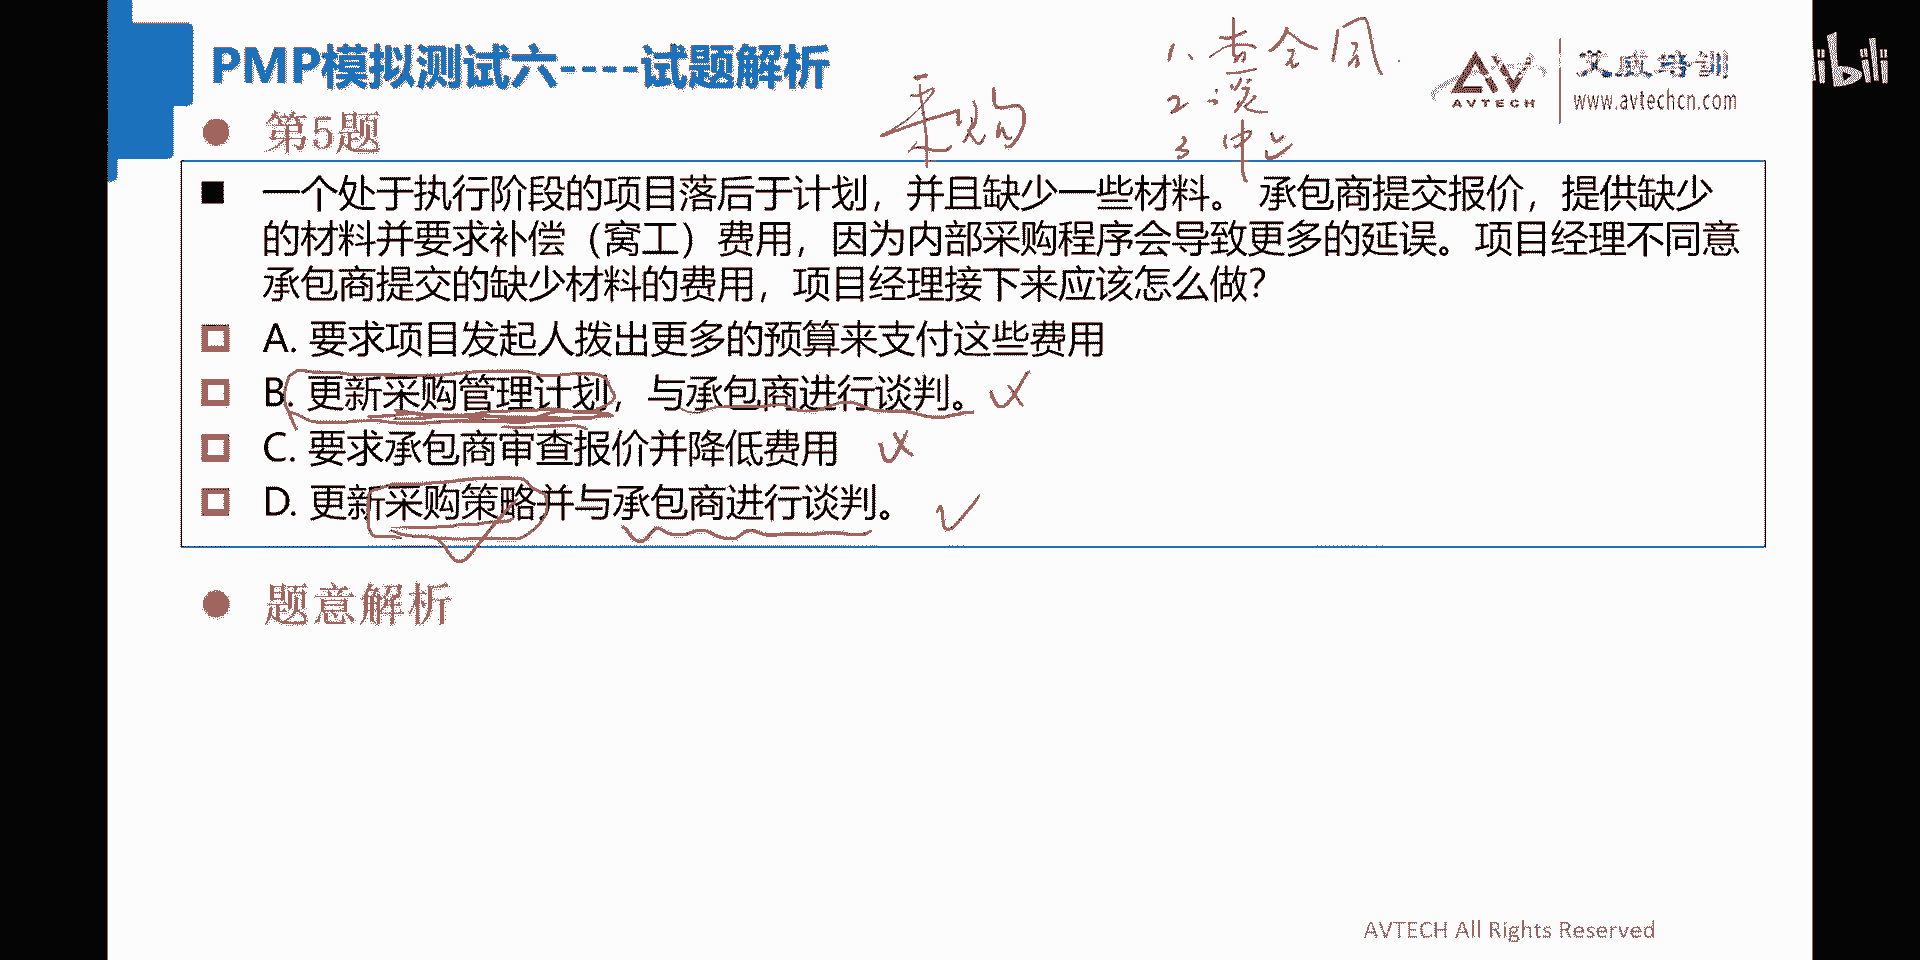 PMP模拟测试六----试题解析
1、查合同
2 谈
3 中止
采购
AVTECH
艾威培训
www.avtechcn.com
第5题
一个处于执行阶段的项目落后于计划，并且缺少一些材料。 承包商提交报价，提供缺少
的材料并要求补偿（窝工）费用，因为内部采购程序会导致更多的延误。项目经理不同意
承包商提交的缺少材料的费用，项目经理接下来应该怎么做？
A. 要求项目发起人拨出更多的预算来支付这些费用
B. 更新采购管理计划，与承包商进行谈判。
C. 要求承包商审查报价并降低费用
D. 更新采购策略并与承包商进行谈判。
题意解析
AVTECH All Rights Reserved